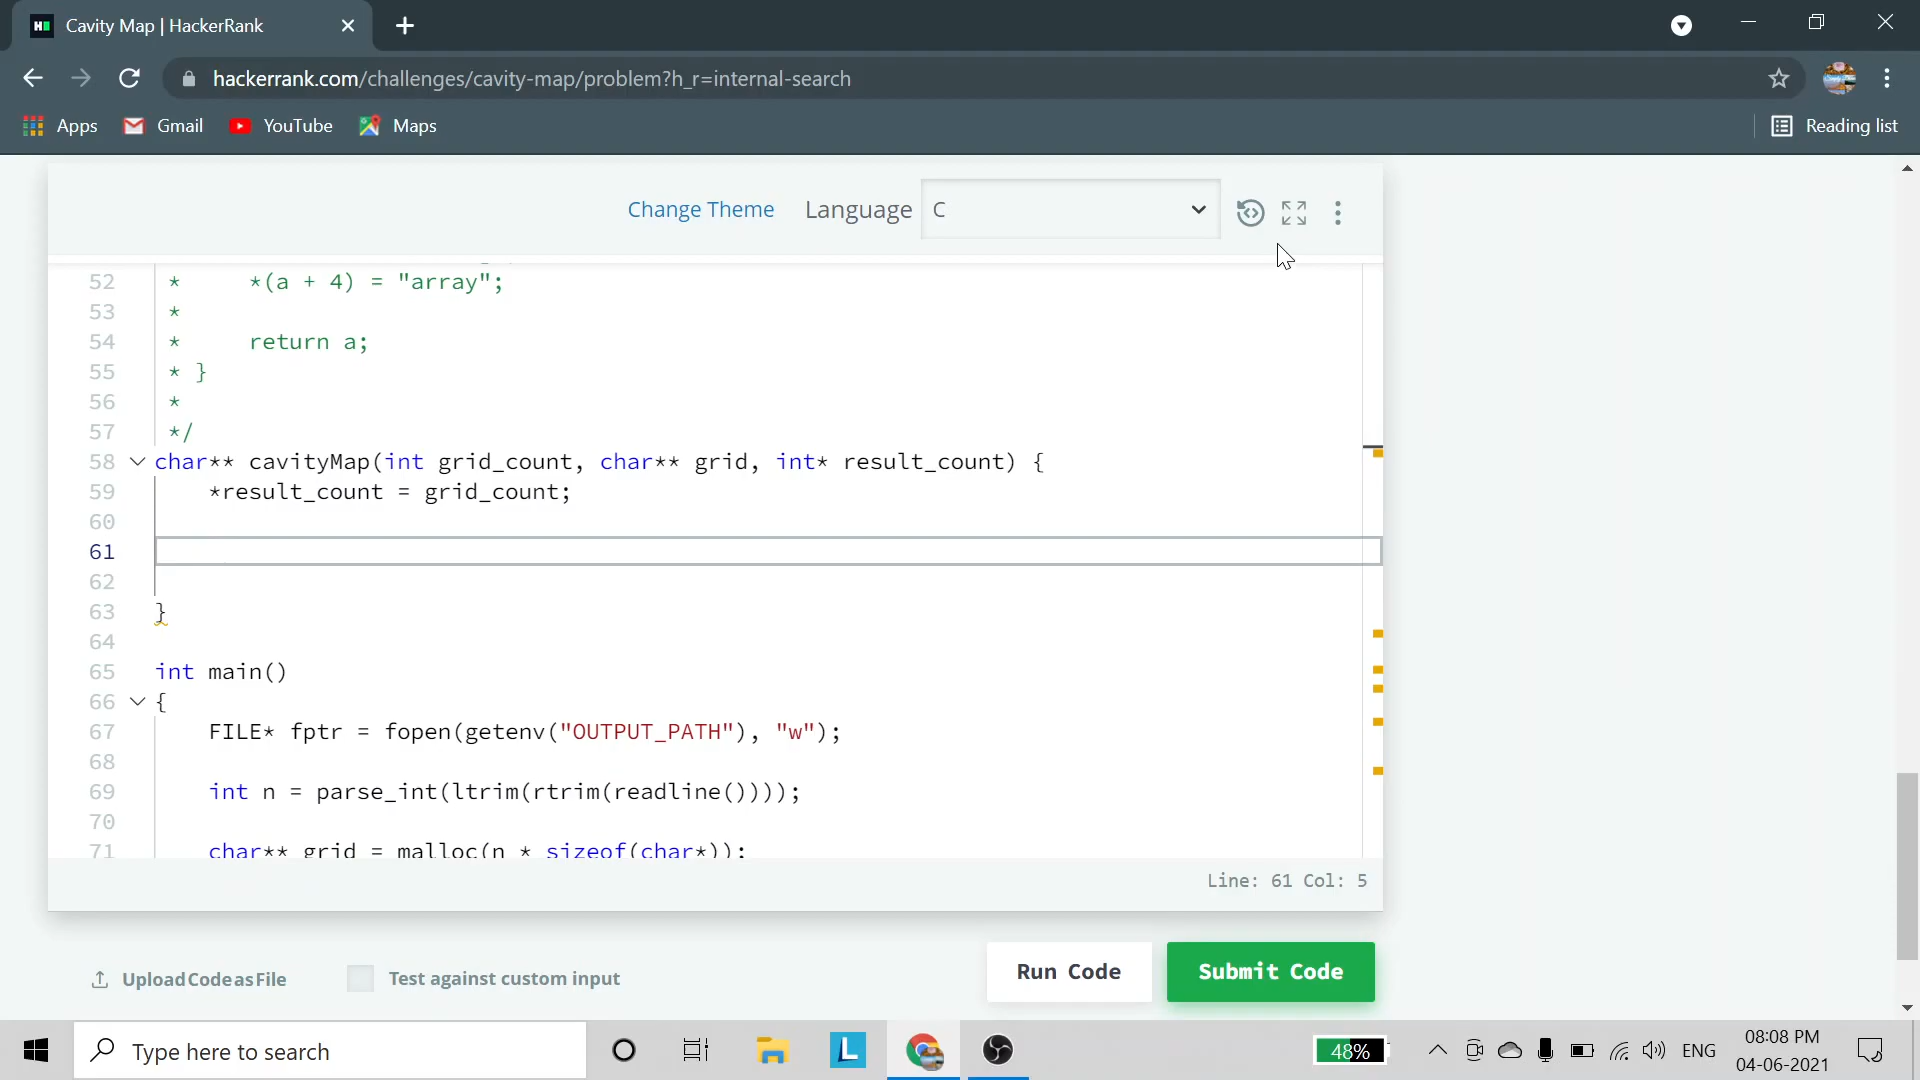 Cavity Map | HackerRank
hackerrank.com/challenges/cavity-map/problem?h_r=internal-search
Apps Gmail YouTube Maps Reading list
Change Theme Language C
52 * *(a + 4) = "array";
53 *
54 * return a;
55 * }
56 *
57 */
58 char** cavityMap(int grid_count, char** grid, int* result_count) {
59 *result_count = grid_count;
60
61
62
63 }
64
65 int main()
66 {
67 FILE* fptr = fopen(getenv("OUTPUT_PATH"), "w");
68
69 int n = parse_int(ltrim(rtrim(readline())));
70
71 char** grid = malloc(n * sizeof(char*));
Line: 61 Col: 5
Upload Code as File Test against custom input Run Code Submit Code
Type here to search
L
48%
ENG
08:08 PM
04-06-2021